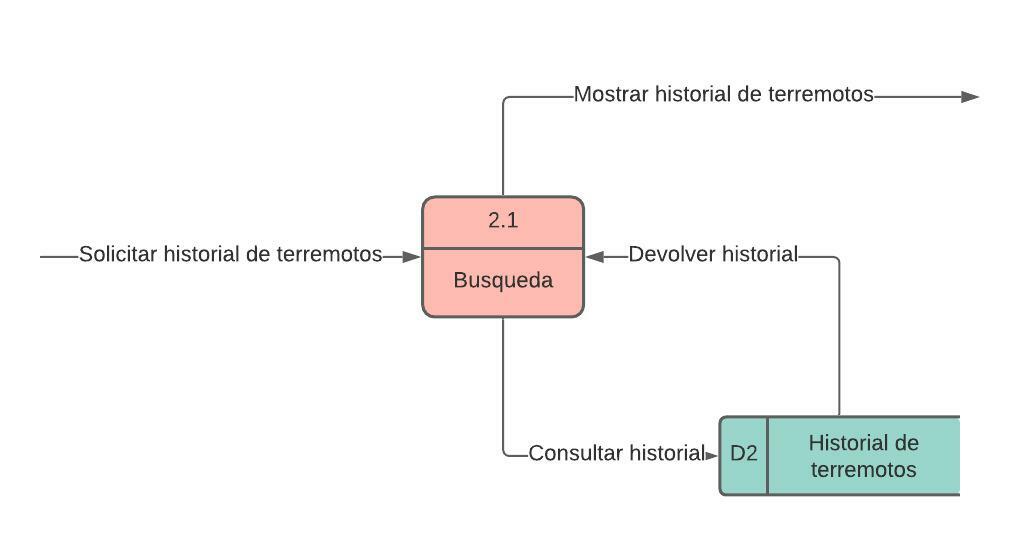 Mostrar historial de terremotos
2.1
Solicitar historial de terremotos
Devolver historial
Busqueda
Consultar historial
D2
Historial de
terremotos